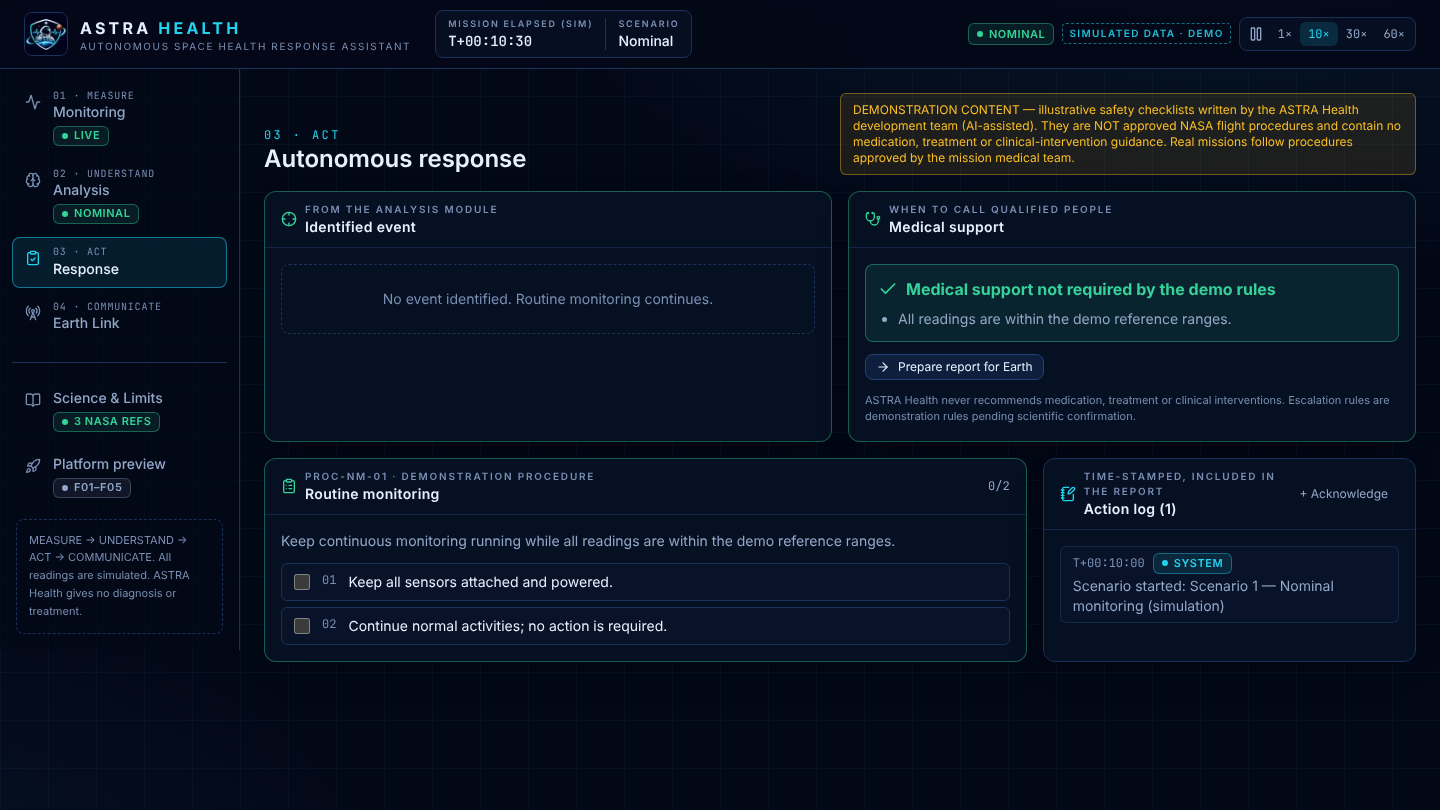 ASTRA HEALTH
AUTONOMOUS SPACE HEALTH RESPONSE ASSISTANT
MISSION ELAPSED (SIM)
T+00:10:30
SCENARIO
Nominal
NOMINAL
SIMULATED DATA · DEMO
1×
10×
30×
60×
01 · MEASURE
Monitoring
LIVE
02 · UNDERSTAND
Analysis
NOMINAL
03 · ACT
Response
04 · COMMUNICATE
Earth Link
Science & Limits
3 NASA REFS
Platform preview
F01–F05
MEASURE → UNDERSTAND →
ACT → COMMUNICATE. All
readings are simulated. ASTRA
Health gives no diagnosis or
treatment.
03 · ACT
Autonomous response
DEMONSTRATION CONTENT — illustrative safety checklists written by the ASTRA Health
development team (AI-assisted). They are NOT approved NASA flight procedures and contain no
medication, treatment or clinical-intervention guidance. Real missions follow procedures
approved by the mission medical team.
FROM THE ANALYSIS MODULE
Identified event
No event identified. Routine monitoring continues.
WHEN TO CALL QUALIFIED PEOPLE
Medical support
Medical support not required by the demo rules
• All readings are within the demo reference ranges.
Prepare report for Earth
ASTRA Health never recommends medication, treatment or clinical interventions. Escalation rules are
demonstration rules pending scientific confirmation.
PROC-NM-01 · DEMONSTRATION PROCEDURE
Routine monitoring
0/2
Keep continuous monitoring running while all readings are within the demo reference ranges.
01 Keep all sensors attached and powered.
02 Continue normal activities; no action is required.
TIME-STAMPED, INCLUDED IN
THE REPORT
Action log (1)
+ Acknowledge
T+00:10:00 SYSTEM
Scenario started: Scenario 1 — Nominal
monitoring (simulation)